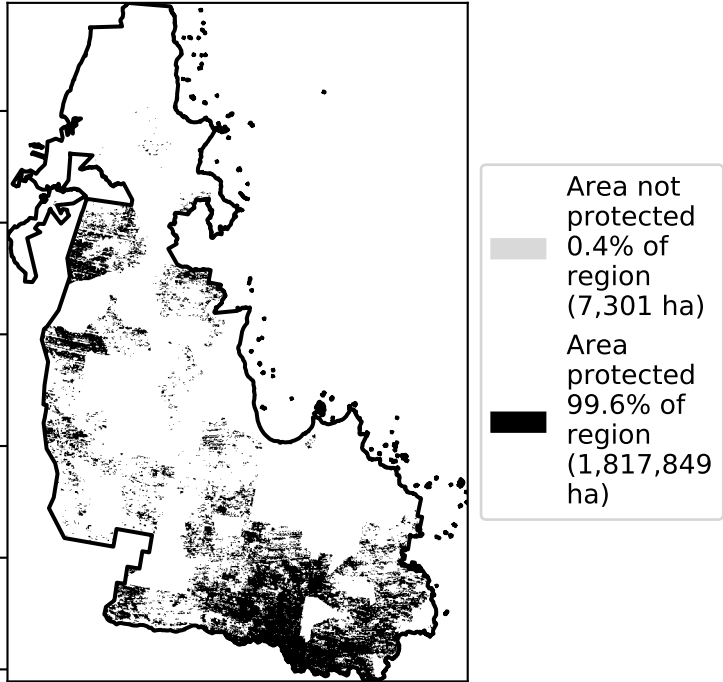 Area not
protected
0.4% of
region
(7,301 ha)
Area
protected
99.6% of
region
(1,817,849
ha)